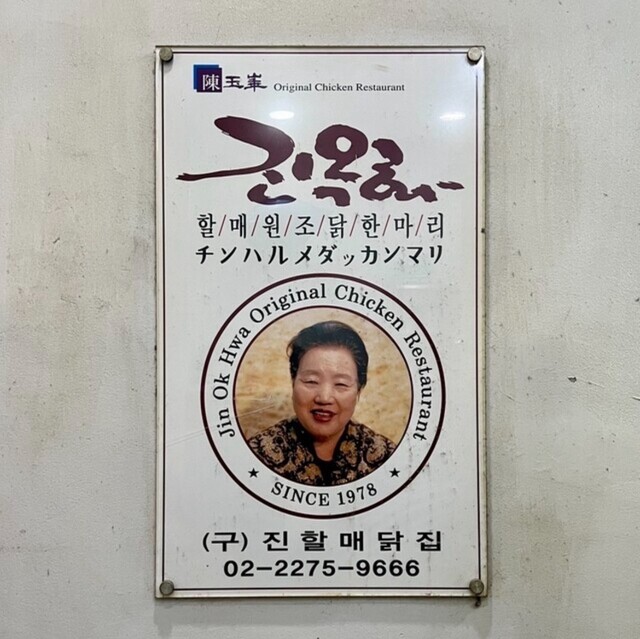 陳玉華 Original Chicken Restaurant
진옥화
할/매/원/조/닭/한/마/리
チンハルメダッカンマリ
Jin Ok Hwa Original Chicken Restaurant
★ SINCE 1978 ★
(구) 진할매닭집
02-2275-9666